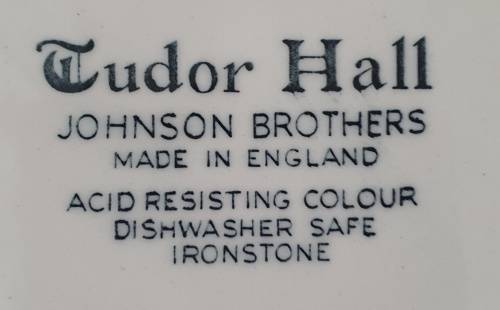 Tudor Hall
JOHNSON BROTHERS
MADE IN ENGLAND
ACID RESISTING COLOUR
DISHWASHER SAFE
IRONSTONE